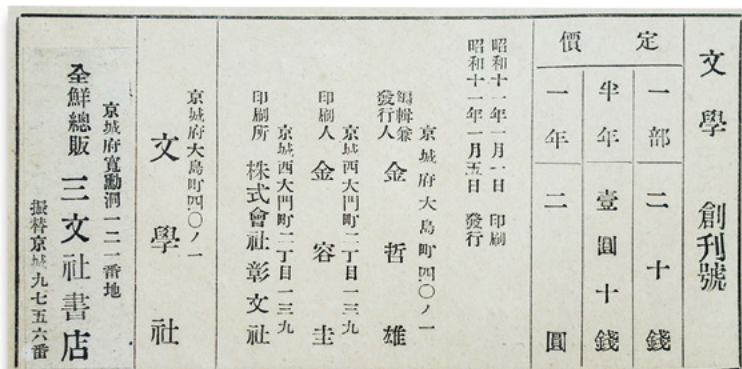 文學 創刊號
定價
一部 二十錢
半年 壹圓十錢
一年 二圓
昭和十一年一月一日 印刷
昭和十一年一月五日 發行
京城府大島町四〇ノ一
編輯兼發行人 金哲雄
京城西大門町二丁目一三九
印刷人 金容圭
京城西大門町二丁目一三九
印刷所 株式會社彰文社
京城府大島町四〇ノ一
文學社
京城府寬勳洞一二一番地
全鮮總販 三文社書店
振替京城九七五六番